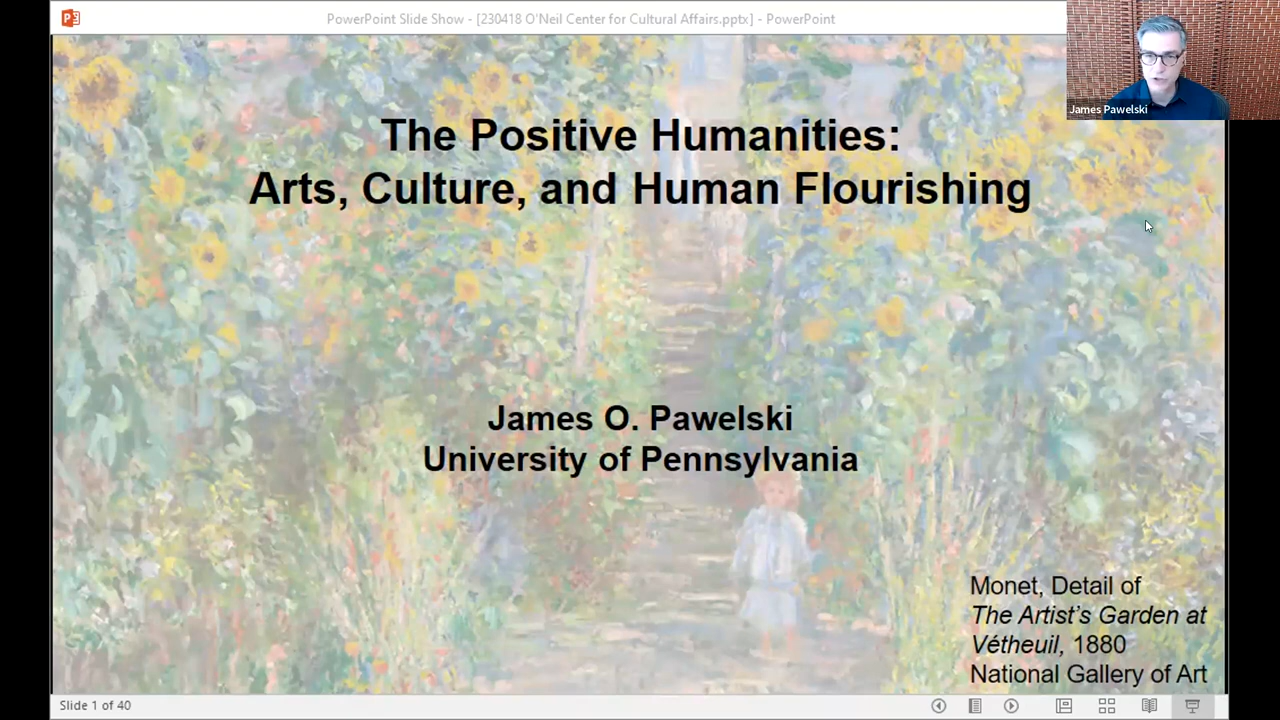 PowerPoint Slide Show - [230418 O'Neil Center for Cultural Affairs.pptx] - PowerPoint
James Pawelski
The Positive Humanities:
Arts, Culture, and Human Flourishing
James O. Pawelski
University of Pennsylvania
Monet, Detail of
The Artist's Garden at
Vétheuil, 1880
National Gallery of Art
Slide 1 of 40